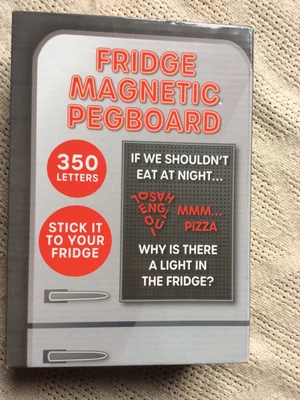 FRIDGE
MAGNETIC
PEGBOARD
350
LETTERS
STICK IT
TO YOUR
FRIDGE
IF WE SHOULDN'T
EAT AT NIGHT...
MMM...
PIZZA
WHY IS THERE
A LIGHT IN
THE FRIDGE?